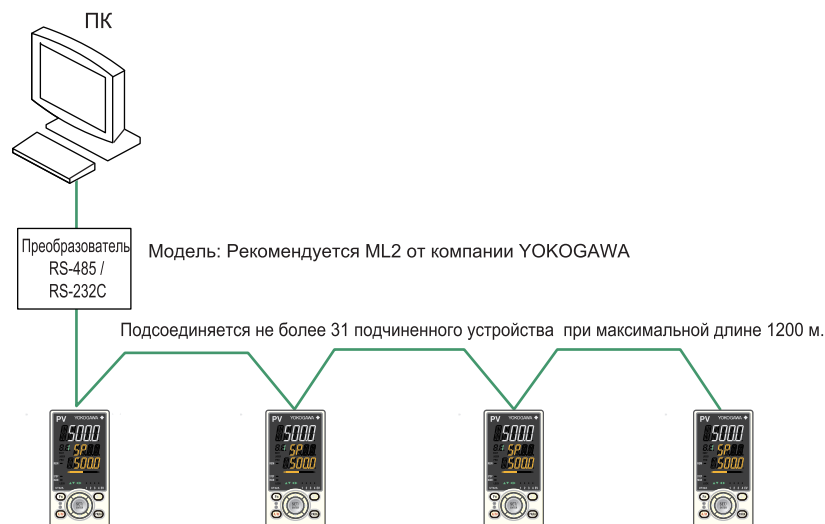 ПК
Преобразователь
RS-485 /
RS-232C
Модель: Рекомендуется ML2 от компании YOKOGAWA
Подсоединяется не более 31 подчиненного устройства при максимальной длине 1200 м.
PV YOKOGAWA
500.0
SP
500.0
PV YOKOGAWA
500.0
SP
500.0
PV YOKOGAWA
500.0
SP
500.0
PV YOKOGAWA
500.0
SP
500.0